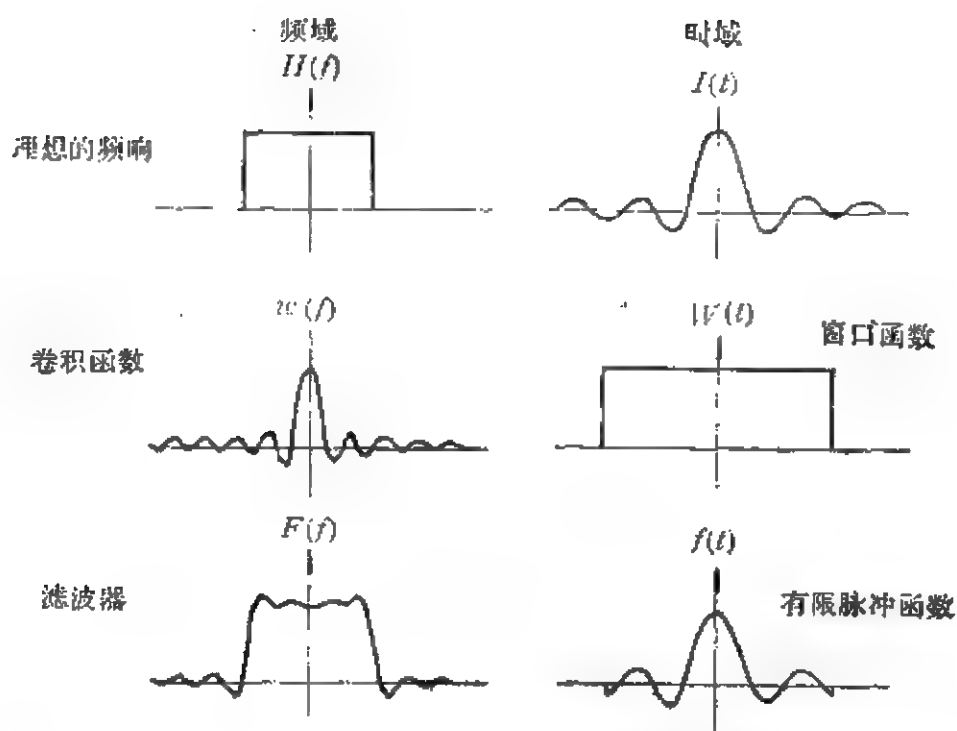 频域
时域
H(f)
I(t)
理想的频响
w(f)
W(t)
窗口函数
卷积函数
F(f)
f(t)
滤波器
有限脉冲函数